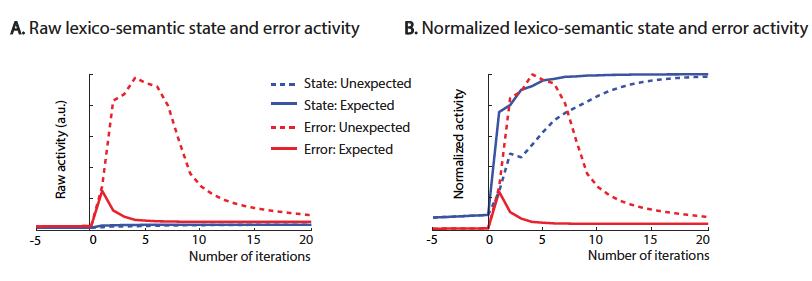 A. Raw lexico-semantic state and error activity
Raw activity (a.u.)
State: Unexpected
State: Expected
Error: Unexpected
Error: Expected
-5 0 5 10 15 20
Number of iterations
B. Normalized lexico-semantic state and error activity
Normalized activity
-5 0 5 10 15 20
Number of iterations